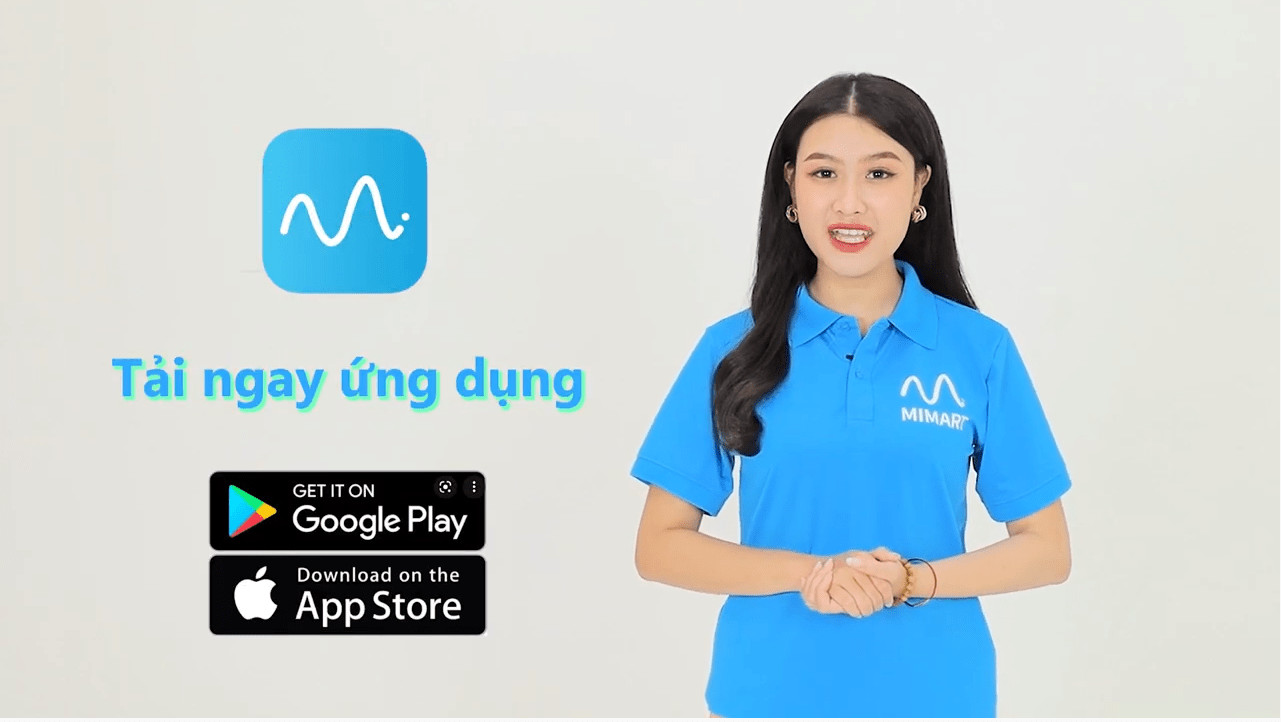 Tải ngay ứng dụng
GET IT ON
Google Play
Download on the
App Store
MIMART